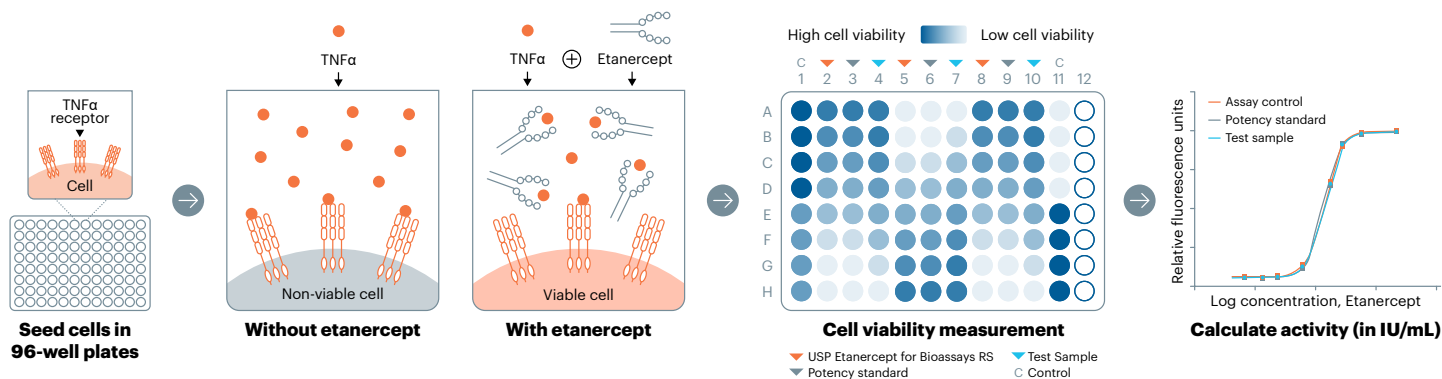 TNFα
receptor
Cell
Seed cells in
96-well plates
TNFα
Non-viable cell
Without etanercept
TNFα
Etanercept
Viable cell
With etanercept
High cell viability
Low cell viability
C C
1 2 3 4 5 6 7 8 9 10 11 12
A
B
C
D
E
F
G
H
Cell viability measurement
USP Etanercept for Bioassays RS
Test Sample
Potency standard
C Control
Relative fluorescence units
Assay control
Potency standard
Test sample
Log concentration, Etanercept
Calculate activity (in IU/mL)